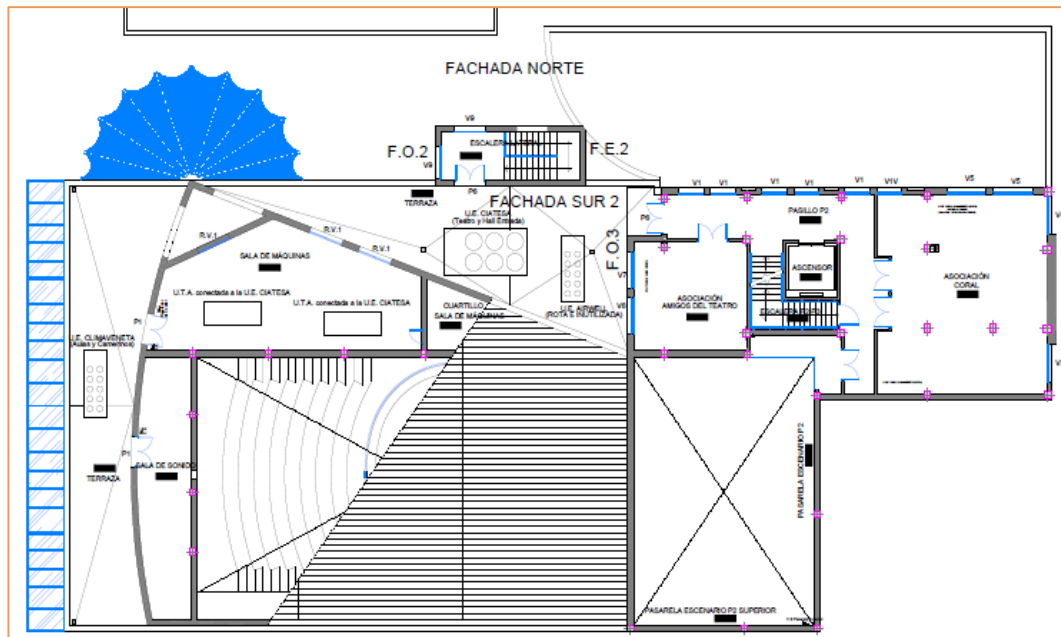 FACHADA NORTE
V9
ESCALERA LATERAL
F.O.2
F.E.2
V9
P6
TERRAZA
FACHADA SUR 2
U.E. CIATESA
(Teatro y Hall Entrada)
V1
V1
V1
V1
V1V
V5
V5
P6
PASILLO P2
F.O.3
R.V.1
R.V.1
R.V.1
SALA DE MÁQUINAS
ASCENSOR
ASOCIACIÓN
CORAL
V7
U.T.A. conectada a la U.E. CIATESA
U.T.A. conectada a la U.E. CIATESA
CUARTILLO
SALA DE MÁQUINAS
U.E. AIRWELL
(ROTA E INUTILIZADA)
V6
ASOCIACIÓN
AMIGOS DEL TEATRO
P1
U.E. CLIMAVENETA
(Aulas y Camerinos)
P1
SALA DE SONIDO
TERRAZA
PASARELA ESCENARIO P2
PASARELA ESCENARIO P2 SUPERIOR